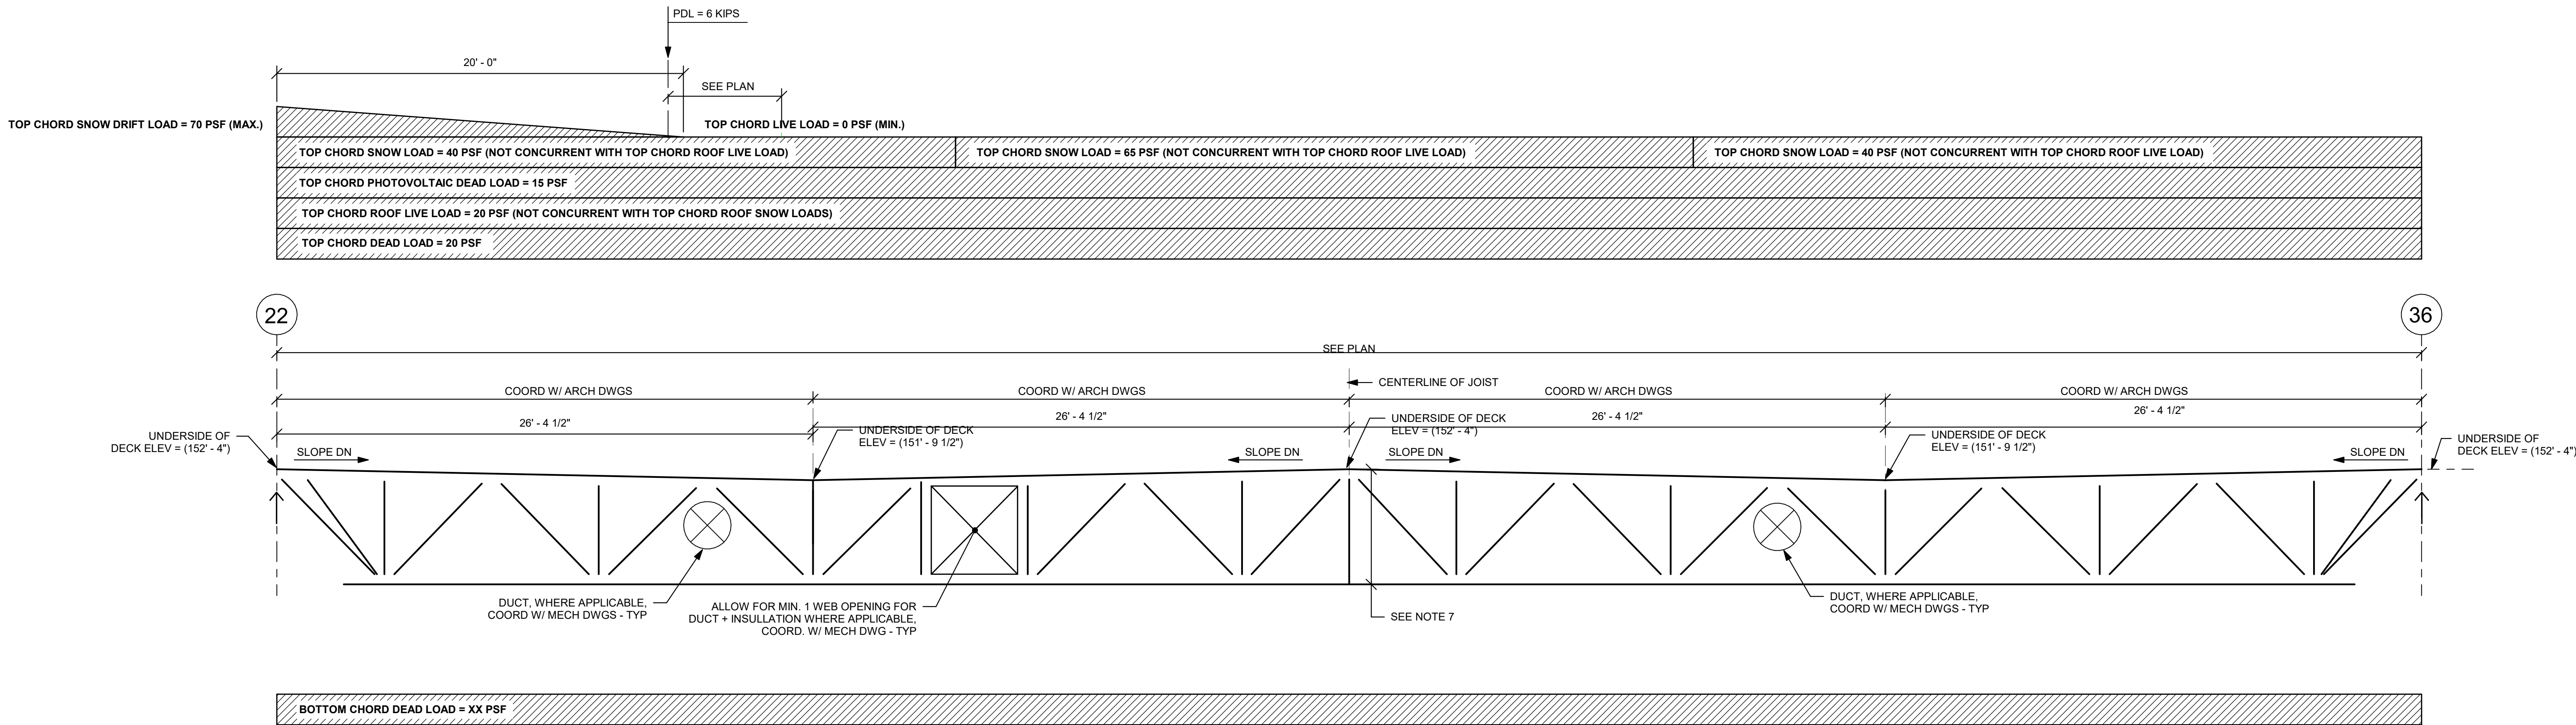 PDL = 6 KIPS
20' - 0"
SEE PLAN
TOP CHORD SNOW DRIFT LOAD = 70 PSF (MAX.)
TOP CHORD LIVE LOAD = 0 PSF (MIN.)
TOP CHORD SNOW LOAD = 40 PSF (NOT CONCURRENT WITH TOP CHORD ROOF LIVE LOAD)
TOP CHORD SNOW LOAD = 65 PSF (NOT CONCURRENT WITH TOP CHORD ROOF LIVE LOAD)
TOP CHORD SNOW LOAD = 40 PSF (NOT CONCURRENT WITH TOP CHORD ROOF LIVE LOAD)
TOP CHORD PHOTOVOLTAIC DEAD LOAD = 15 PSF
TOP CHORD ROOF LIVE LOAD = 20 PSF (NOT CONCURRENT WITH TOP CHORD ROOF SNOW LOADS)
TOP CHORD DEAD LOAD = 20 PSF
22
36
SEE PLAN
CENTERLINE OF JOIST
COORD W/ ARCH DWGS
COORD W/ ARCH DWGS
COORD W/ ARCH DWGS
COORD W/ ARCH DWGS
26' - 4 1/2"
26' - 4 1/2"
26' - 4 1/2"
26' - 4 1/2"
UNDERSIDE OF
DECK ELEV = (152' - 4")
UNDERSIDE OF DECK
ELEV = (151' - 9 1/2")
UNDERSIDE OF DECK
ELEV = (152' - 4")
UNDERSIDE OF DECK
ELEV = (151' - 9 1/2")
UNDERSIDE OF
DECK ELEV = (152' - 4")
SLOPE DN
SLOPE DN
SLOPE DN
SLOPE DN
DUCT, WHERE APPLICABLE,
COORD W/ MECH DWGS - TYP
ALLOW FOR MIN. 1 WEB OPENING FOR
DUCT + INSULLATION WHERE APPLICABLE,
COORD. W/ MECH DWG - TYP
SEE NOTE 7
DUCT, WHERE APPLICABLE,
COORD W/ MECH DWGS - TYP
BOTTOM CHORD DEAD LOAD = XX PSF